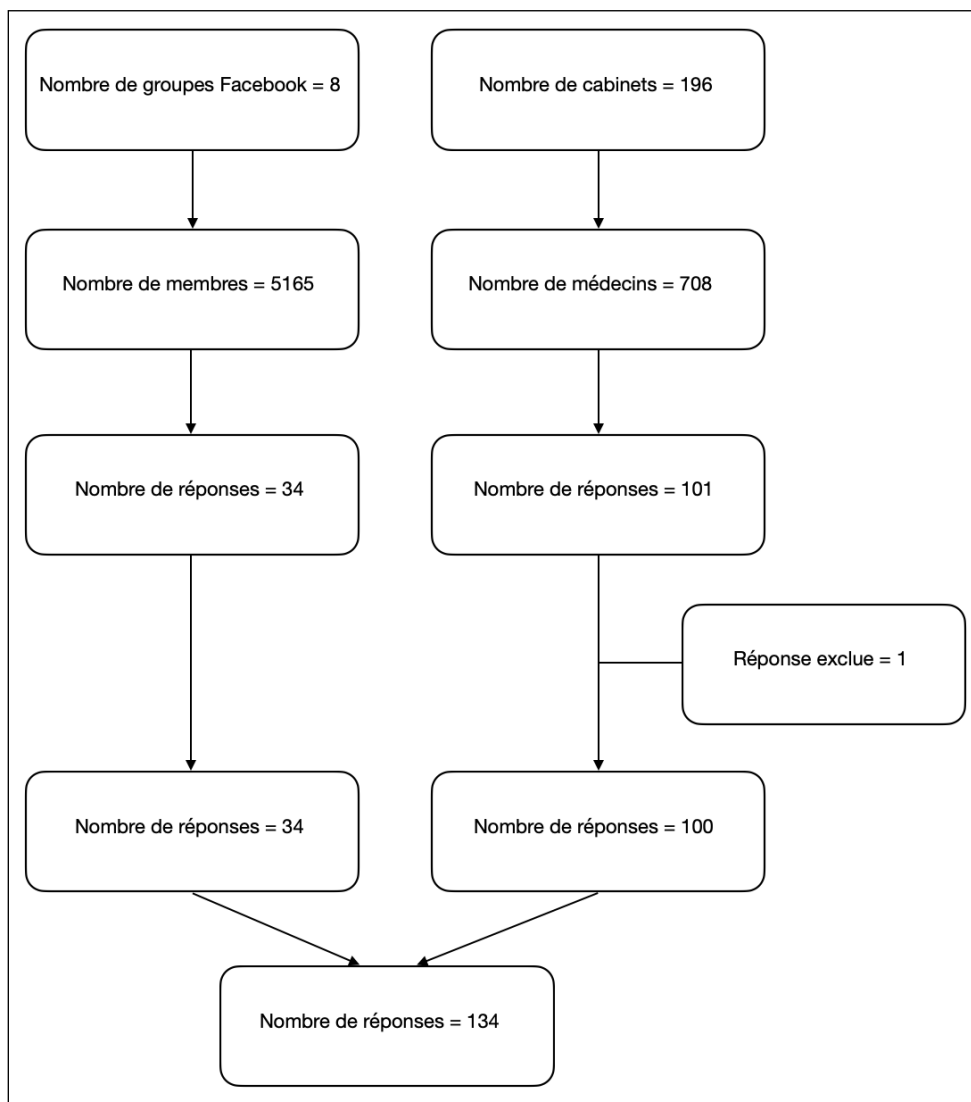 Nombre de groupes Facebook = 8
Nombre de cabinets = 196
Nombre de membres = 5165
Nombre de médecins = 708
Nombre de réponses = 34
Nombre de réponses = 101
Réponse exclue = 1
Nombre de réponses = 34
Nombre de réponses = 100
Nombre de réponses = 134